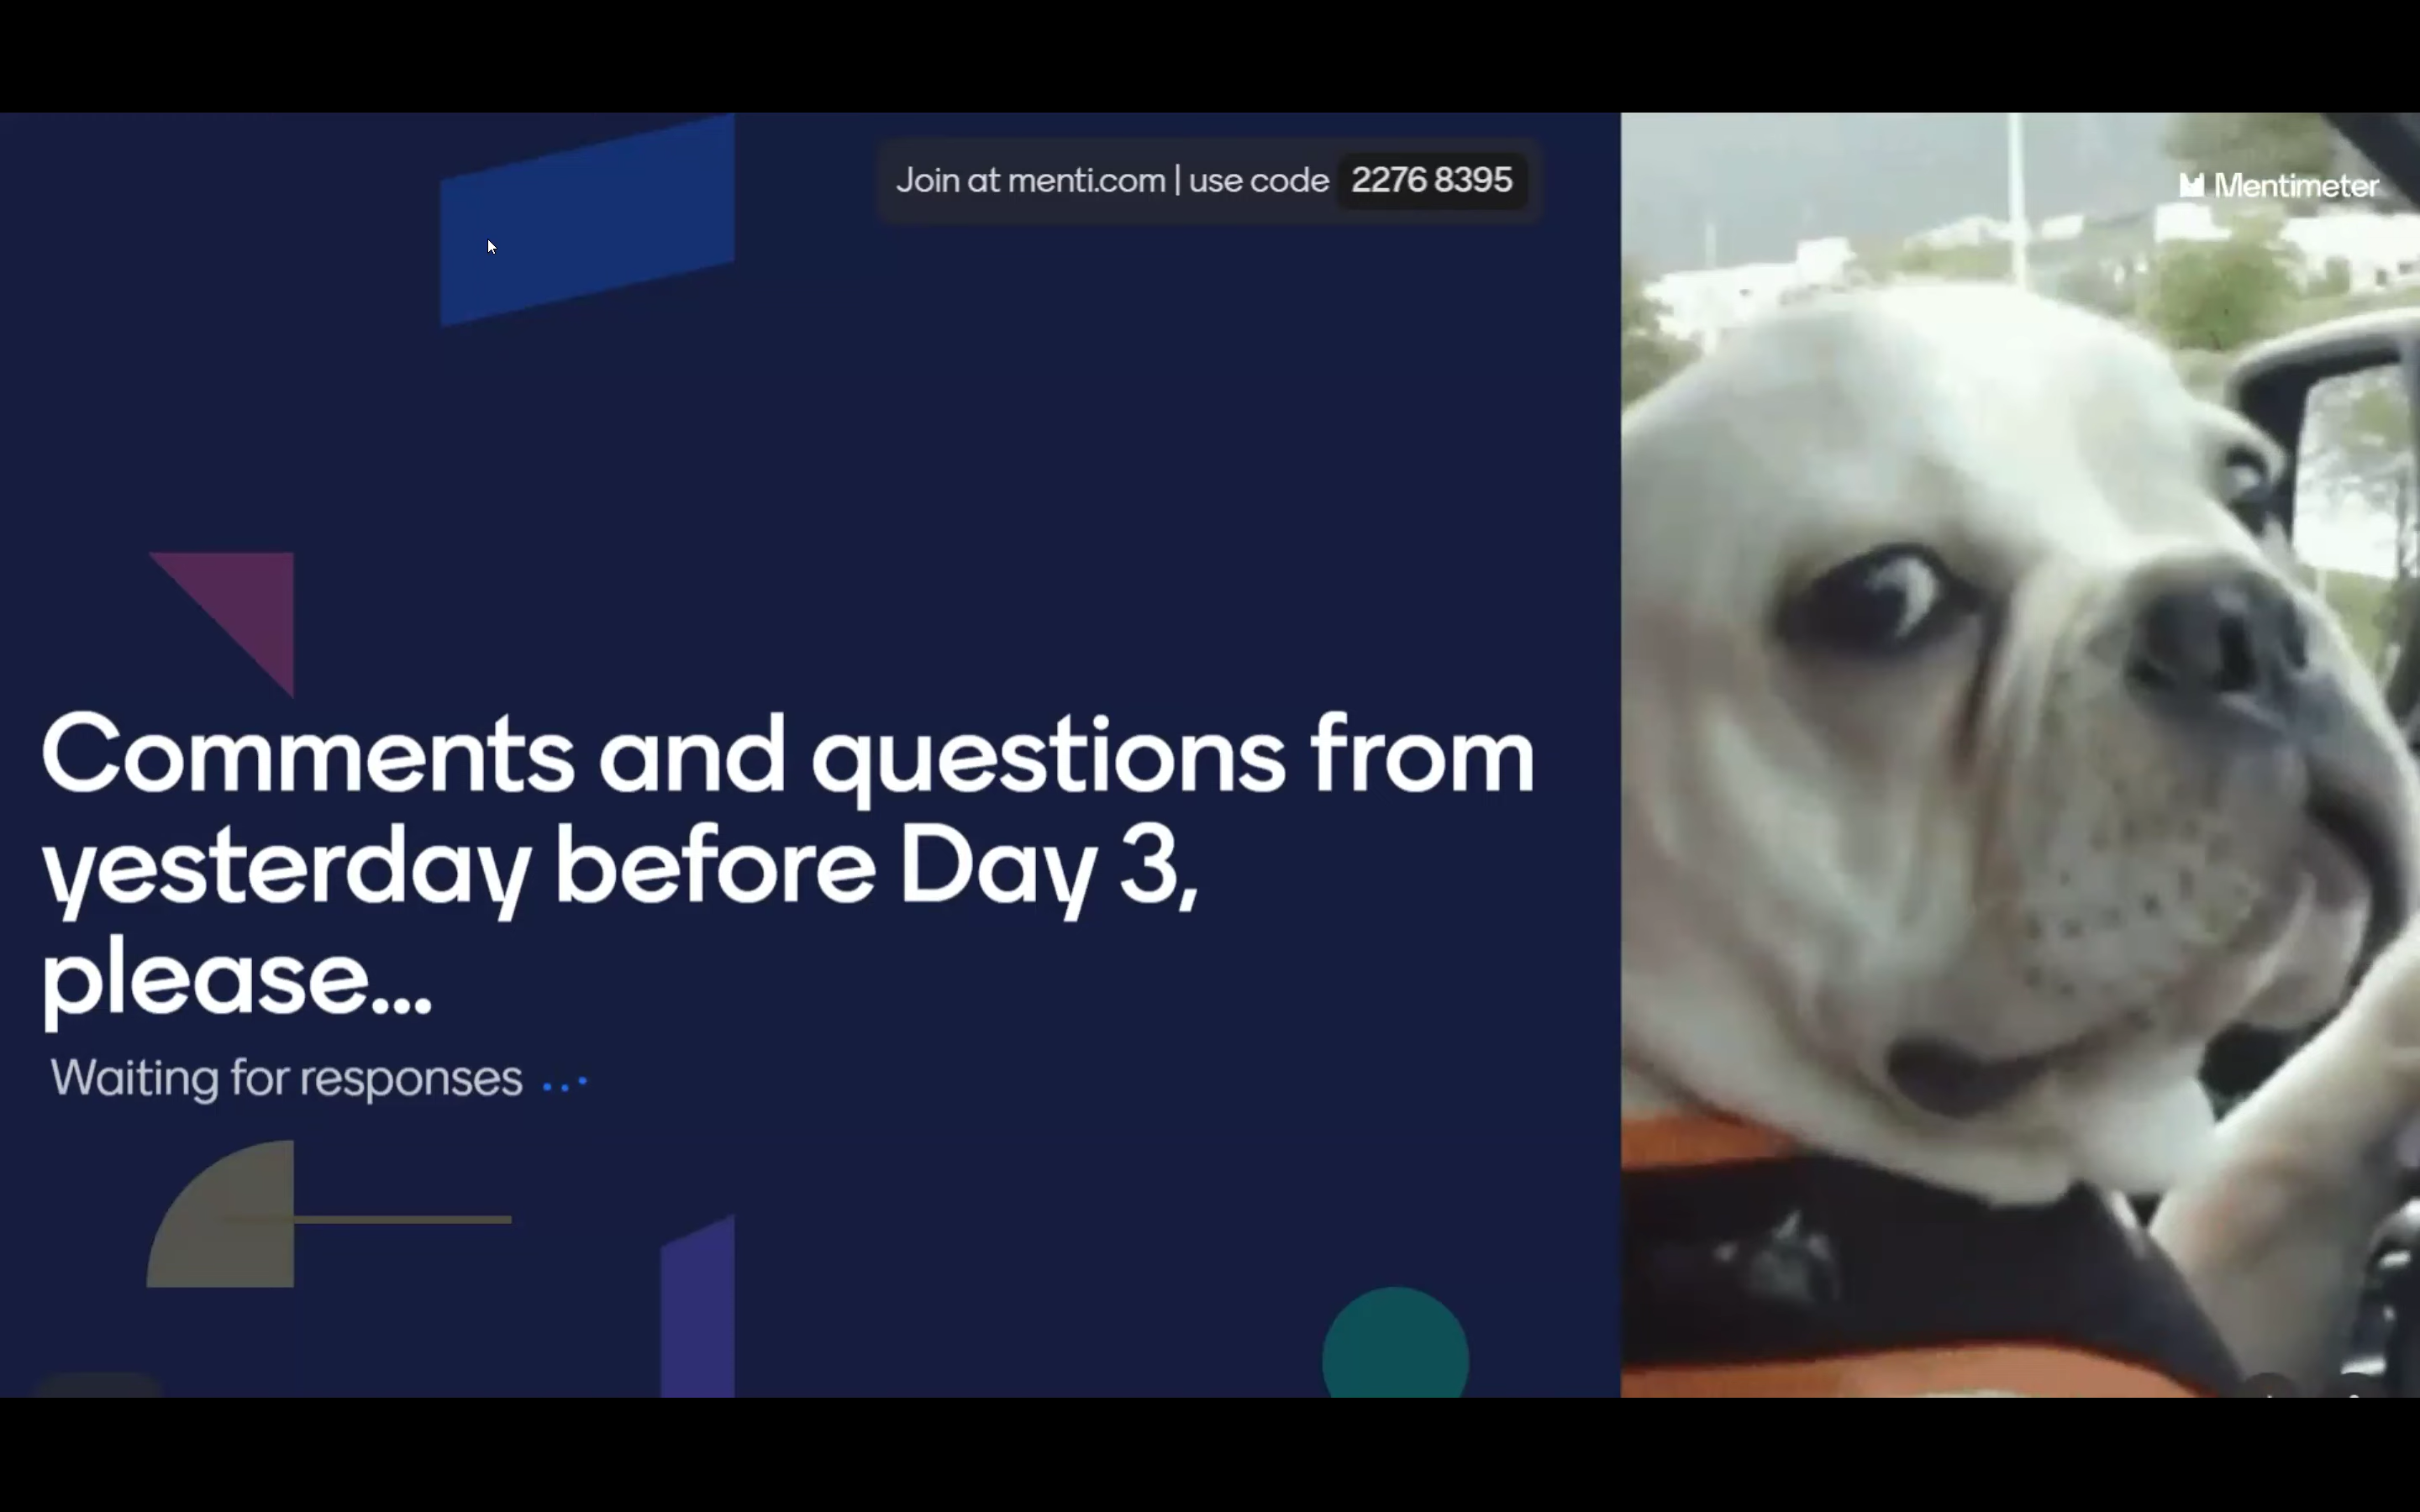 Join at menti.com | use code 2276 8395
Mentimeter
Comments and questions from
yesterday before Day 3,
please...
Waiting for responses ...